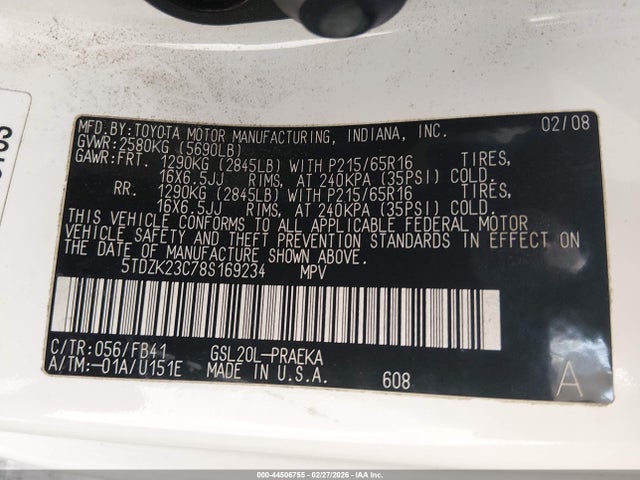 MFD.BY:TOYOTA MOTOR MANUFACTURING, INDIANA, INC. 02/08
GVWR:2580KG (5690LB)
GAWR:FRT. 1290KG (2845LB) WITH P215/65R16 TIRES,
16X6.5JJ RIMS, AT 240KPA (35PSI) COLD.
RR. 1290KG (2845LB) WITH P215/65R16 TIRES,
16X6.5JJ RIMS, AT 240KPA (35PSI) COLD.
THIS VEHICLE CONFORMS TO ALL APPLICABLE FEDERAL MOTOR
VEHICLE SAFETY AND THEFT PREVENTION STANDARDS IN EFFECT ON
THE DATE OF MANUFACTURE SHOWN ABOVE.
5TDZK23C78S169234 MPV
C/TR:056/FB41 GSL20L-PRAEKA
A/TM:-01A/U151E MADE IN U.S.A. 608 A
000-44506755 - 02/27/2026 - IAAI.COM